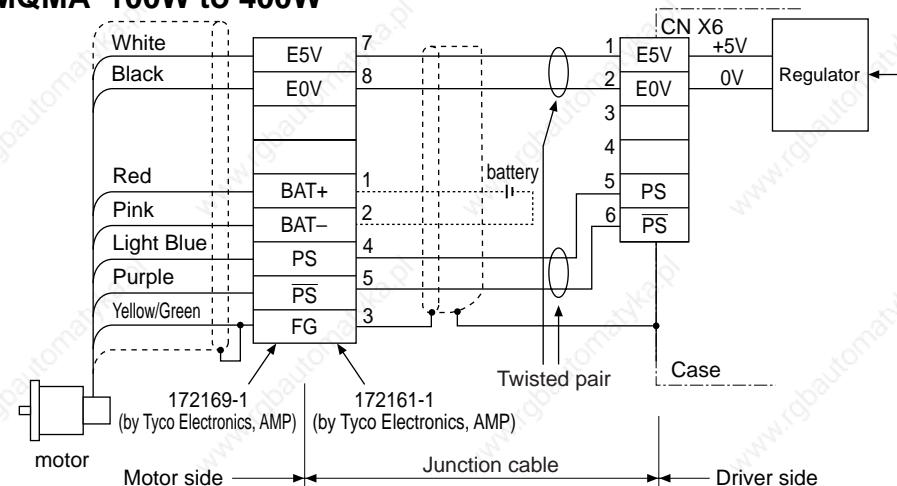 MQMA 100W to 400W
CN X6
White
E5V
7
1
E5V
+5V
Regulator
Black
E0V
8
2
E0V
0V
3
4
Red
BAT+
1
battery
5
PS
Pink
BAT–
2
6
PS
Light Blue
PS
4
Purple
PS
5
Yellow/Green
FG
3
Twisted pair
Case
172169-1
(by Tyco Electronics, AMP)
172161-1
(by Tyco Electronics, AMP)
motor
Motor side
Junction cable
Driver side
www.rgbautomatyka.pl